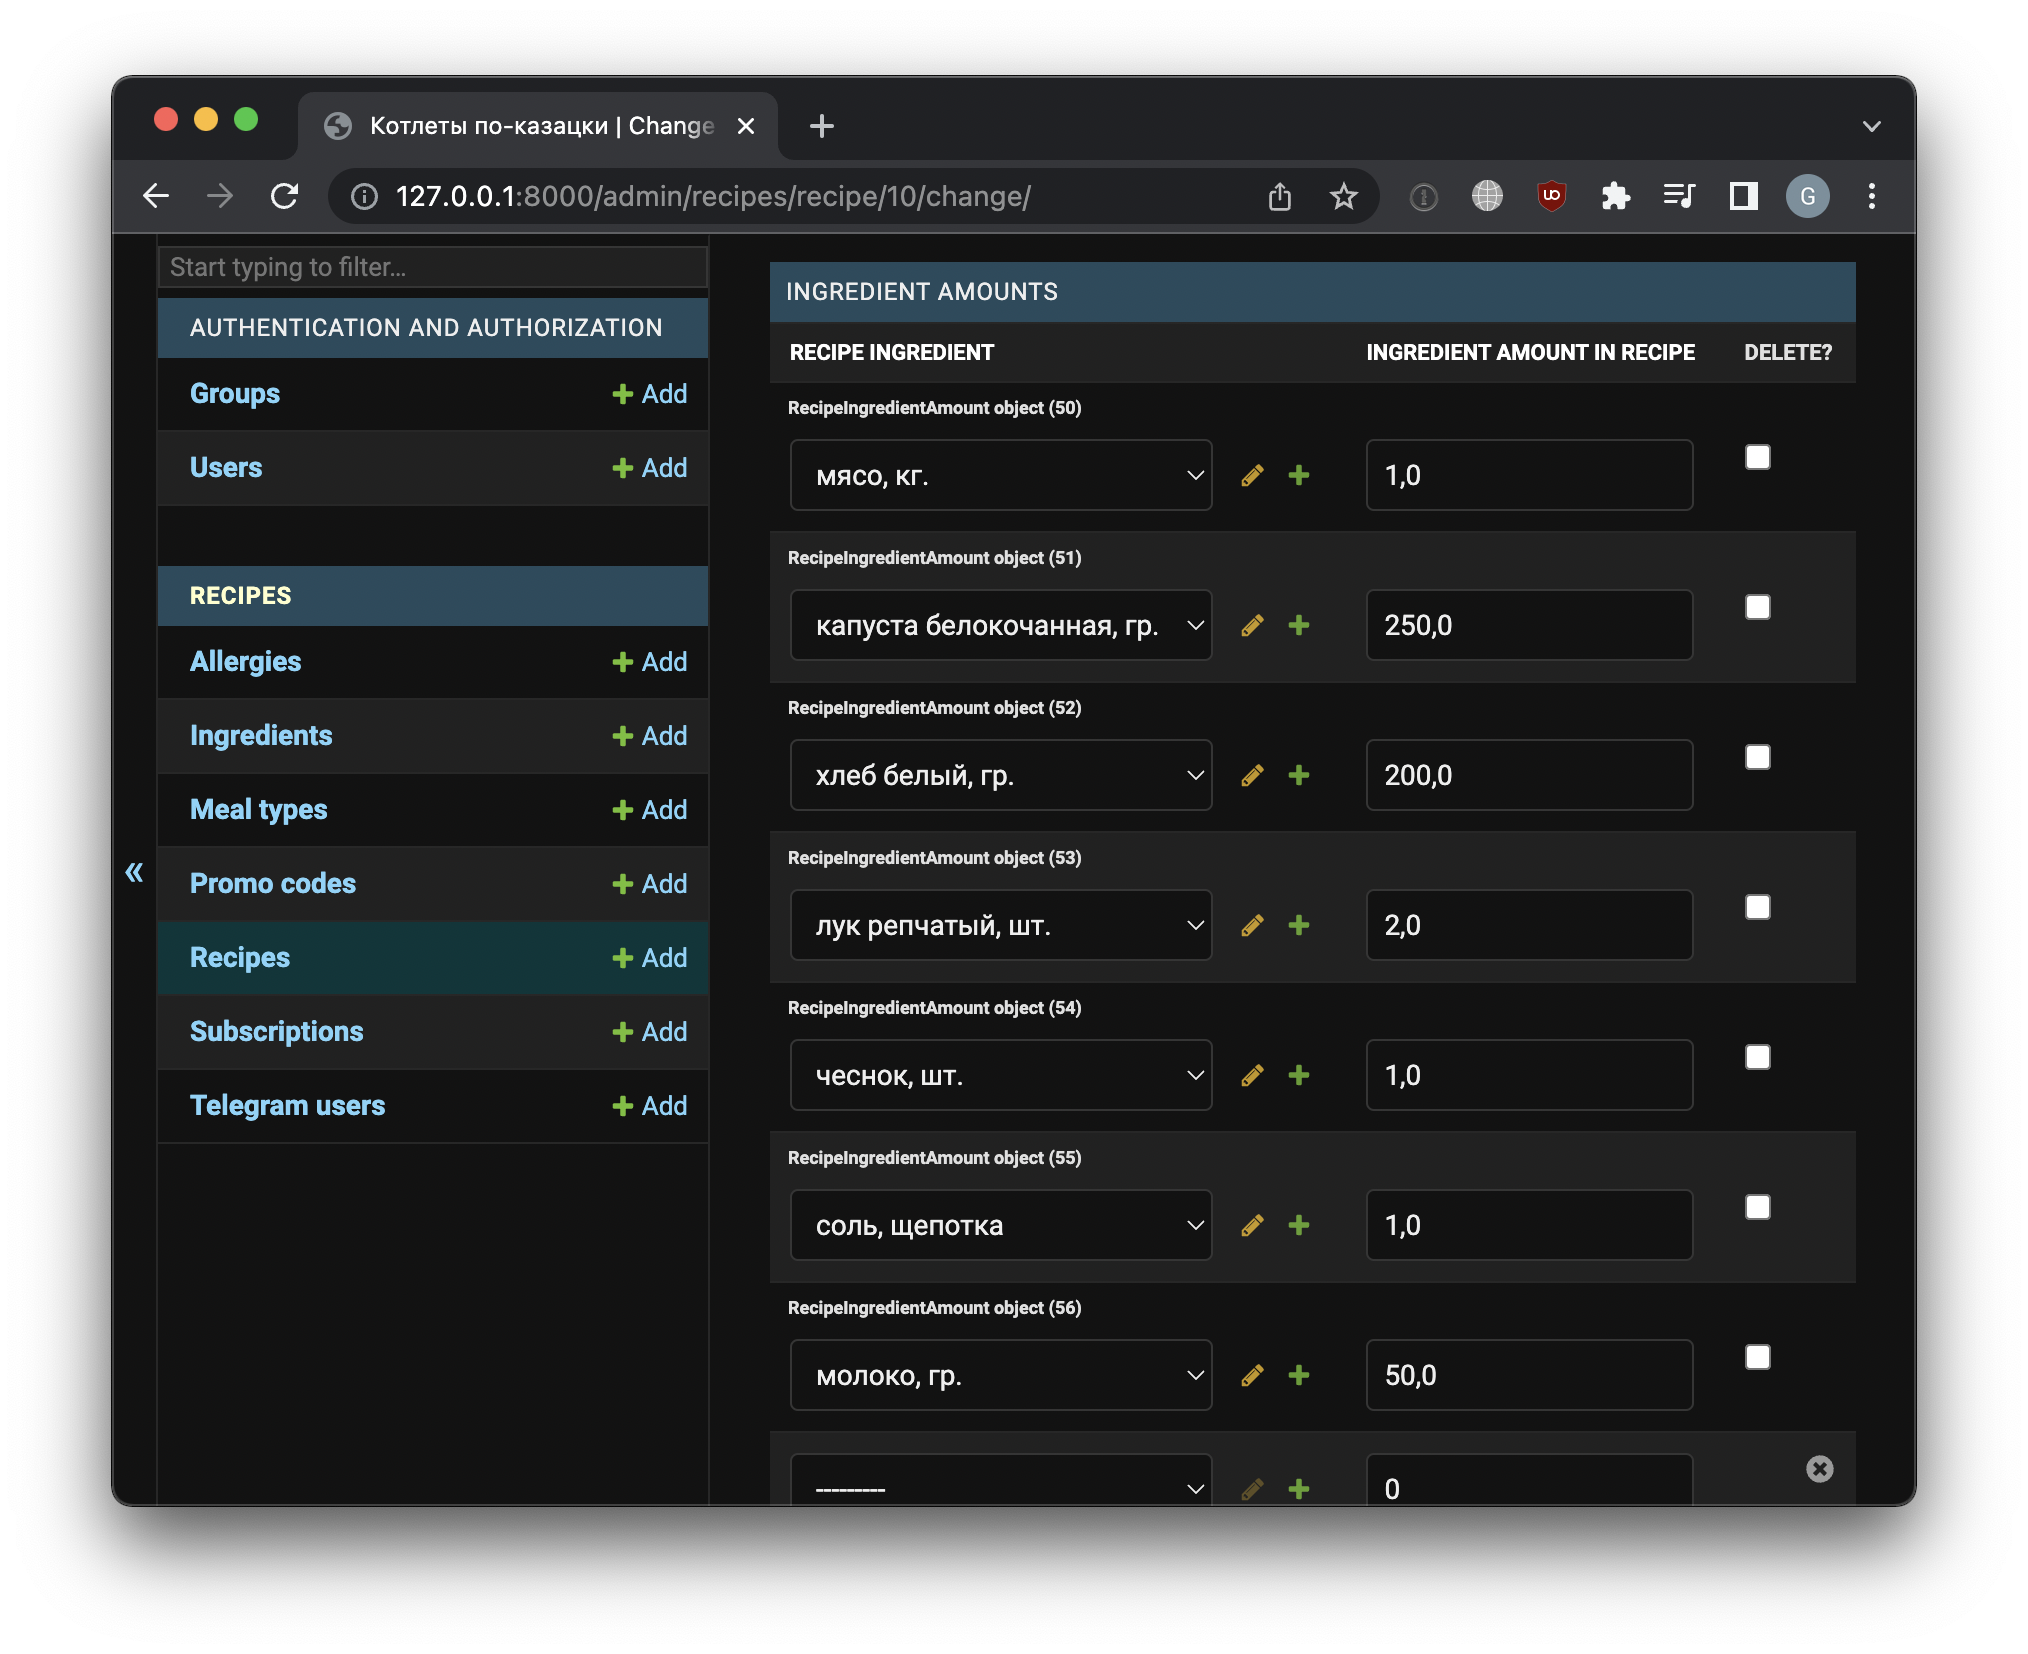 Котлеты по-казацки | Change
127.0.0.1:8000/admin/recipes/recipe/10/change/
G
Start typing to filter...
AUTHENTICATION AND AUTHORIZATION
Groups + Add
Users + Add
RECIPES
Allergies + Add
Ingredients + Add
Meal types + Add
Promo codes + Add
Recipes + Add
Subscriptions + Add
Telegram users + Add
«
INGREDIENT AMOUNTS
RECIPE INGREDIENT INGREDIENT AMOUNT IN RECIPE DELETE?
RecipeIngredientAmount object (50)
мясо, кг. 1,0
RecipeIngredientAmount object (51)
капуста белокочанная, гр. 250,0
RecipeIngredientAmount object (52)
хлеб белый, гр. 200,0
RecipeIngredientAmount object (53)
лук репчатый, шт. 2,0
RecipeIngredientAmount object (54)
чеснок, шт. 1,0
RecipeIngredientAmount object (55)
соль, щепотка 1,0
RecipeIngredientAmount object (56)
молоко, гр. 50,0
--------- 0